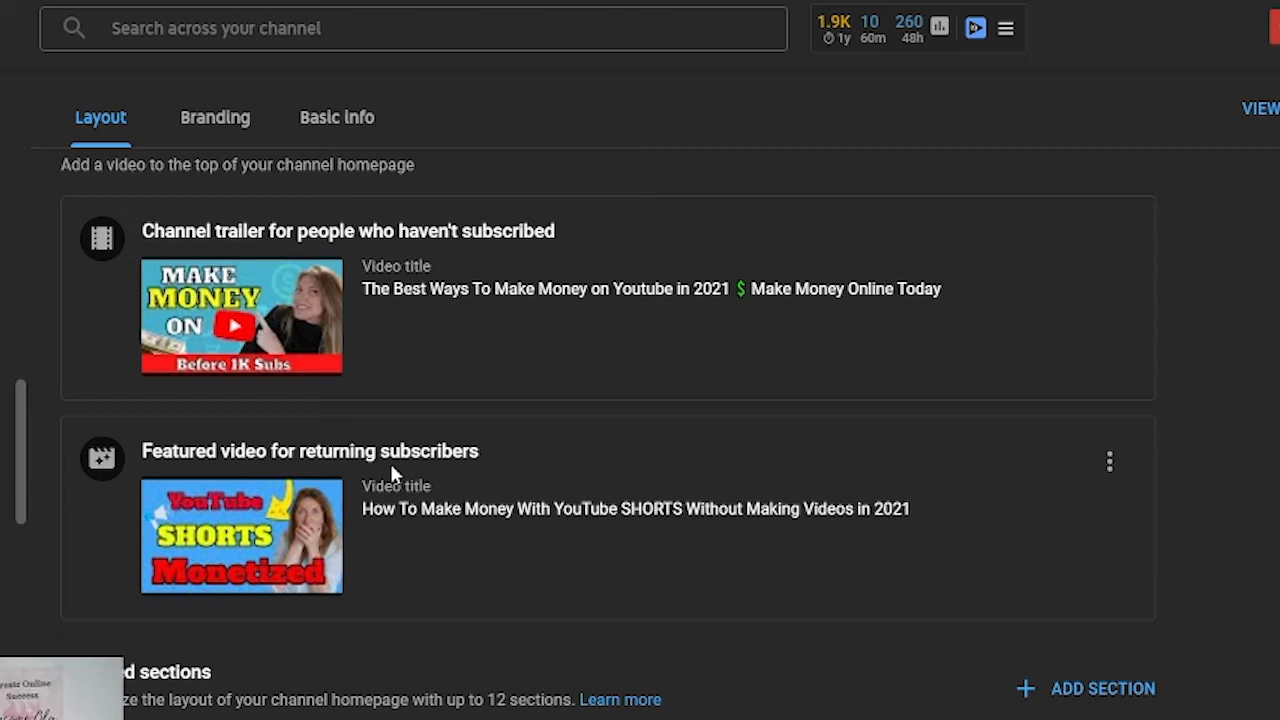 Search across your channel
1.9K 10 260
1y 60m 48h
Layout Branding Basic info
VIEW
Add a video to the top of your channel homepage
Channel trailer for people who haven't subscribed
MAKE
MONEY
ON
Before 1K Subs
Video title
The Best Ways To Make Money on Youtube in 2021 $ Make Money Online Today
Featured video for returning subscribers
YouTube
SHORTS
Monetized
Video title
How To Make Money With YouTube SHORTS Without Making Videos in 2021
d sections
ze the layout of your channel homepage with up to 12 sections. Learn more
+ ADD SECTION
reate Online
Success